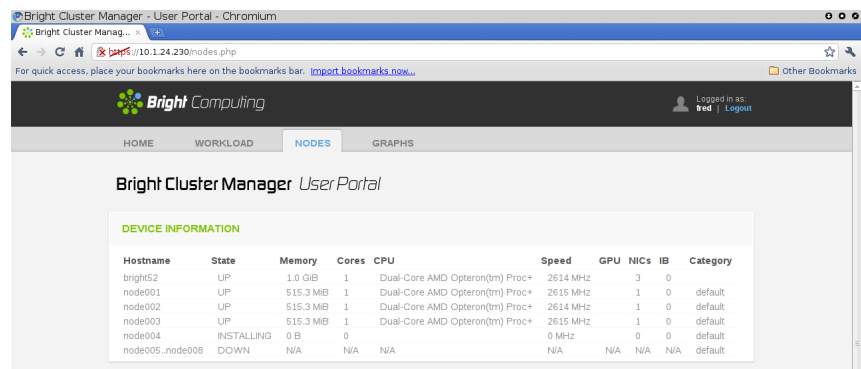 Bright Cluster Manager - User Portal - Chromium
Bright Cluster Manag... ×
https://10.1.24.230/nodes.php
For quick access, place your bookmarks here on the bookmarks bar. Import bookmarks now... Other Bookmarks
Bright Computing
Logged in as:
fred | Logout
HOME WORKLOAD NODES GRAPHS
Bright Cluster Manager User Portal
DEVICE INFORMATION
Hostname State Memory Cores CPU Speed GPU NICs IB Category
bright52 UP 1.0 GiB 1 Dual-Core AMD Opteron(tm) Proc+ 2614 MHz 3 0
node001 UP 515.3 MiB 1 Dual-Core AMD Opteron(tm) Proc+ 2615 MHz 1 0 default
node002 UP 515.3 MiB 1 Dual-Core AMD Opteron(tm) Proc+ 2614 MHz 1 0 default
node003 UP 515.3 MiB 1 Dual-Core AMD Opteron(tm) Proc+ 2615 MHz 1 0 default
node004 INSTALLING 0 B 0 0 MHz 0 0 default
node005..node008 DOWN N/A N/A N/A N/A N/A N/A N/A default